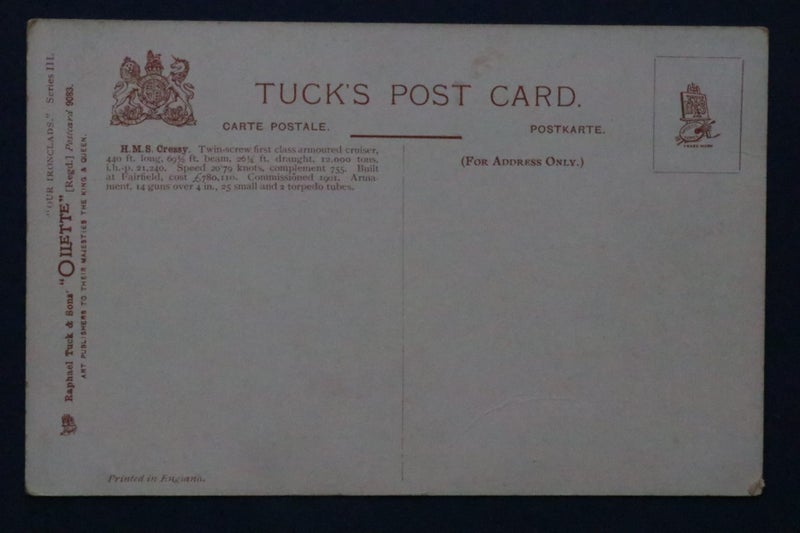 TUCK'S POST CARD.
CARTE POSTALE.
POSTKARTE.
(FOR ADDRESS ONLY.)
H.M.S. Cressy. Twin-screw first class armoured cruiser,
440 ft. long, 69½ ft. beam, 26¼ ft. draught, 12,000 tons,
i.h.-p. 21,240. Speed 20·79 knots, complement 755. Built
at Fairfield, cost £780,110. Commissioned 1901. Arma-
ment, 14 guns over 4 in., 25 small and 2 torpedo tubes.
"OUR IRONCLADS." Series III.
Raphael Tuck & Sons' "OILETTE" [Regd.] Postcard 9083.
ART PUBLISHERS TO THEIR MAJESTIES THE KING & QUEEN.
TRADE MARK
Printed in England.